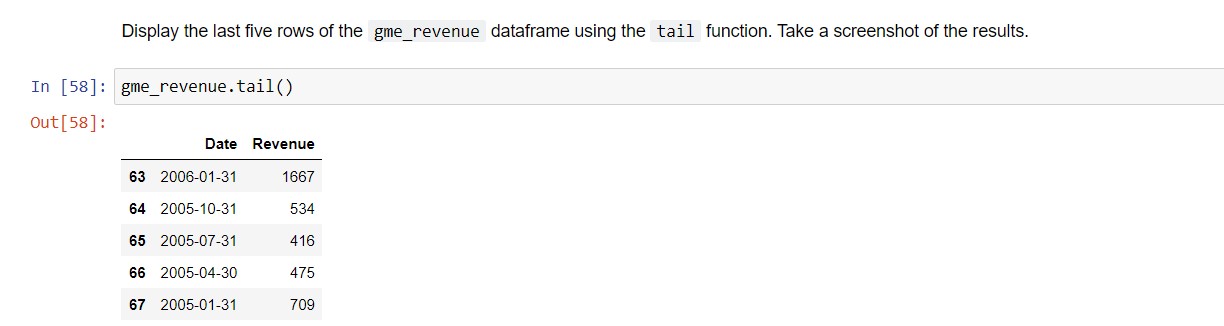 Display the last five rows of the gme_revenue dataframe using the tail function. Take a screenshot of the results.
In [58]: gme_revenue.tail()
Out[58]:
Date Revenue
63 2006-01-31 1667
64 2005-10-31 534
65 2005-07-31 416
66 2005-04-30 475
67 2005-01-31 709